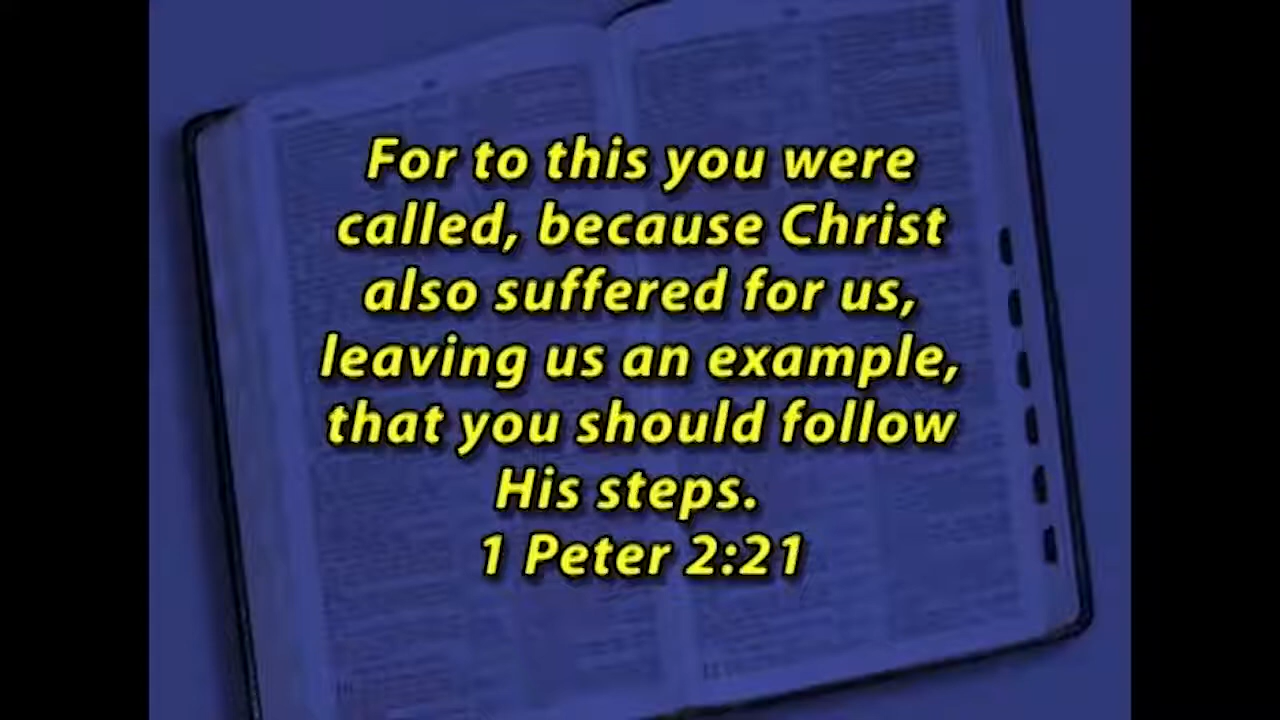 For to this you were
called, because Christ
also suffered for us,
leaving us an example,
that you should follow
His steps.
1 Peter 2:21